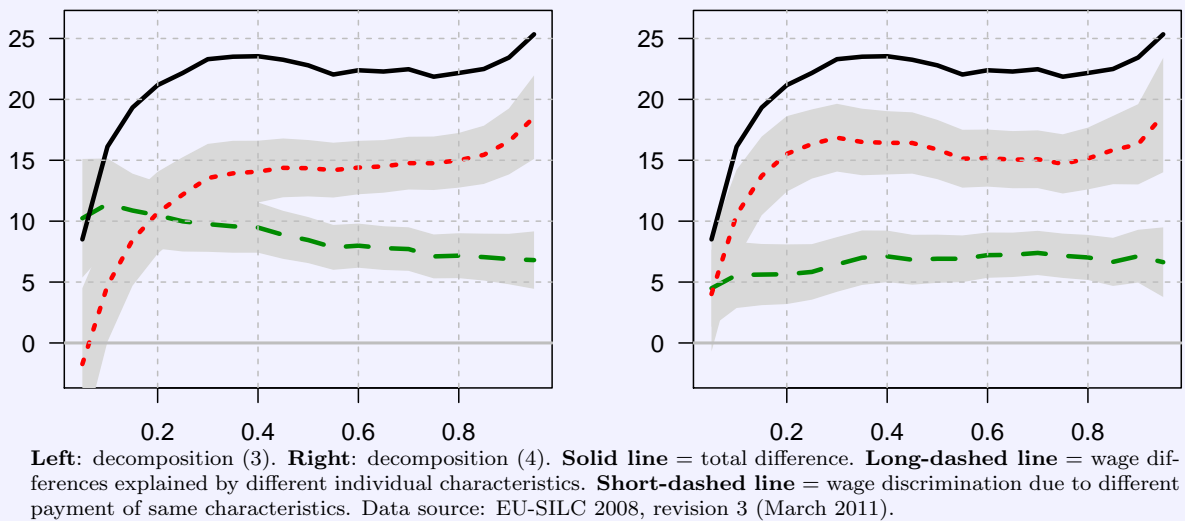 25
20
15
10
5
0
0.2 0.4 0.6 0.8
25
20
15
10
5
0
0.2 0.4 0.6 0.8
Left: decomposition (3). Right: decomposition (4). Solid line = total difference. Long-dashed line = wage dif-
ferences explained by different individual characteristics. Short-dashed line = wage discrimination due to different
payment of same characteristics. Data source: EU-SILC 2008, revision 3 (March 2011).